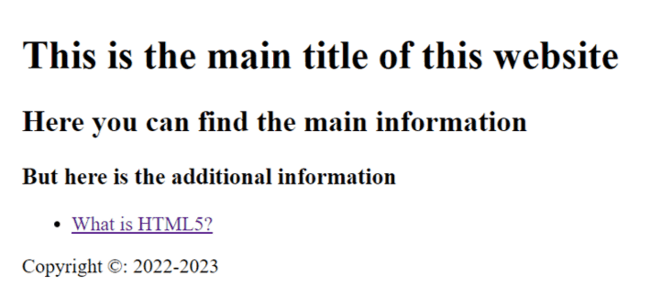 This is the main title of this website
Here you can find the main information
But here is the additional information
• What is HTML5?
Copyright ©: 2022-2023